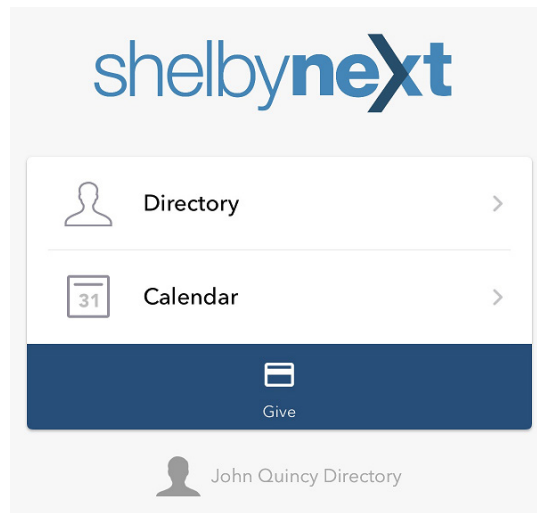 shelbynext
Directory
31
Calendar
Give
John Quincy Directory